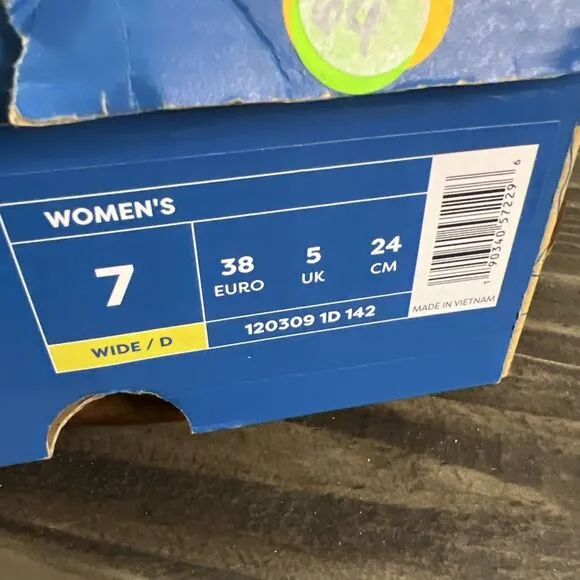 WOMEN'S
7
WIDE / D
38
EURO
5
UK
24
CM
120309 1D 142
1 90340 57229 6
MADE IN VIETNAM